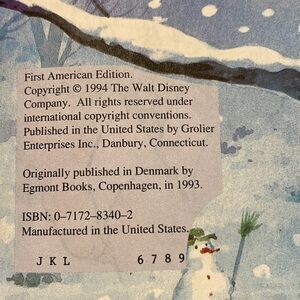 First American Edition.
Copyright © 1994 The Walt Disney
Company. All rights reserved under
international copyright conventions.
Published in the United States by Grolier
Enterprises Inc., Danbury, Connecticut.
Originally published in Denmark by
Egmont Books, Copenhagen, in 1993.
ISBN: 0-7172-8340-2
Manufactured in the United States.
J K L 6 7 8 9